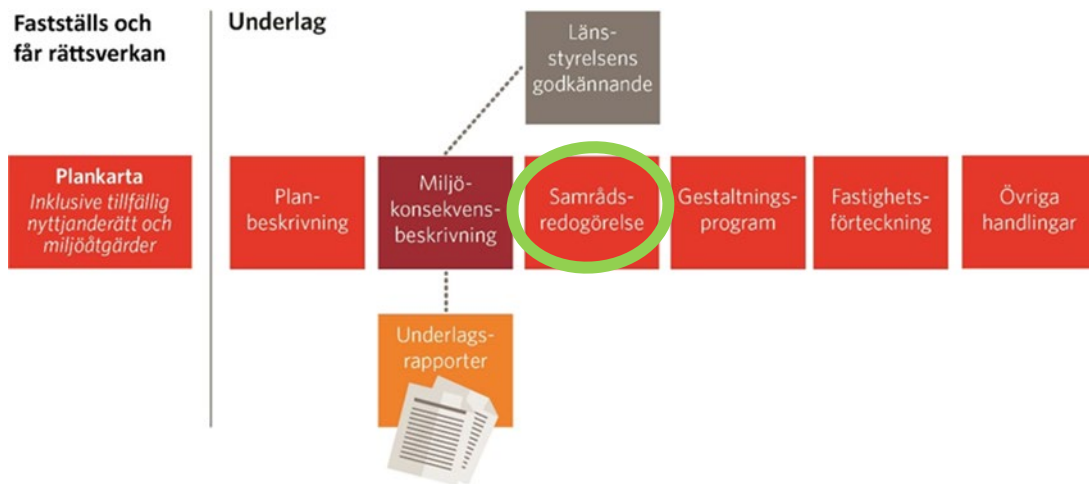 Fastställs och
får rättsverkan
Underlag
Läns-
styrelsens
godkännande
Plankarta
Inklusive tillfällig
nyttjanderätt och
miljöåtgärder
Plan-
beskrivning
Miljö-
konsekvens-
beskrivning
Samråds-
redogörelse
Gestaltnings-
program
Fastighets-
förteckning
Övriga
handlingar
Underlags-
rapporter